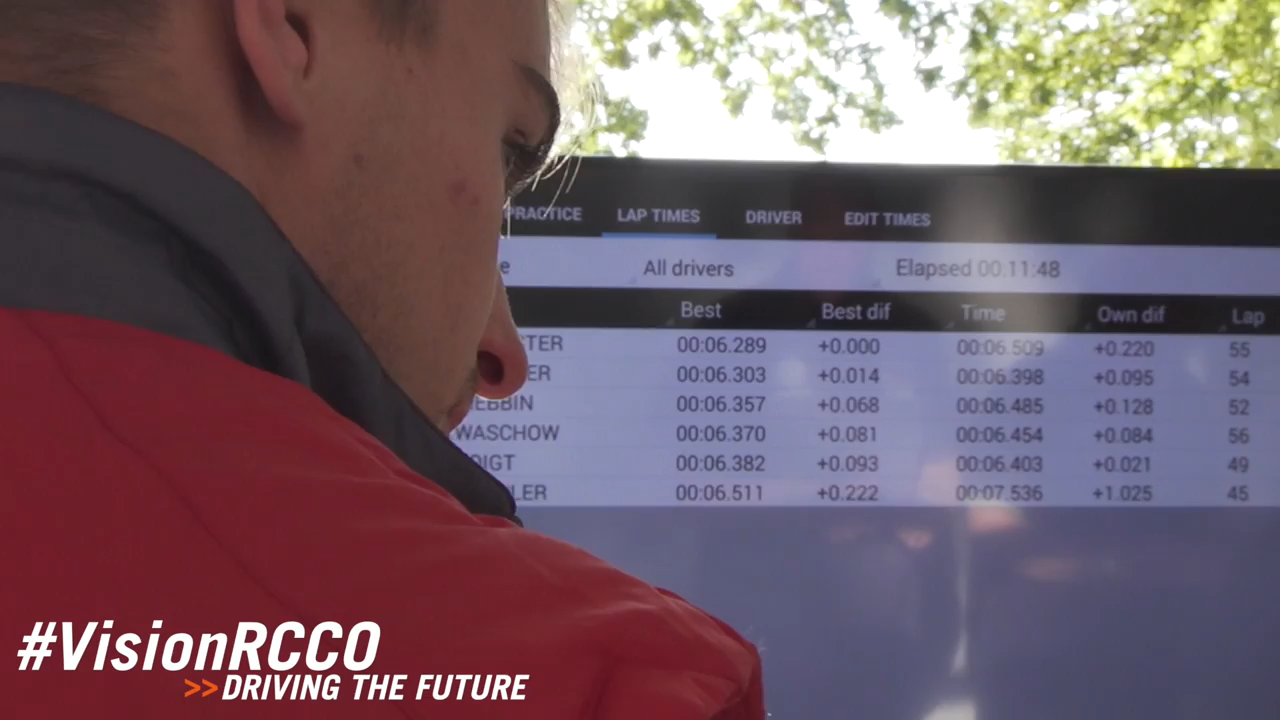 PRACTICE LAP TIMES DRIVER EDIT TIMES
All drivers Elapsed 00:11:48
Best Best dif Time Own dif Lap
00:06.289 +0.000 00:06.509 +0.220 55
00:06.303 +0.014 00:06.398 +0.095 54
00:06.357 +0.068 00:06.485 +0.128 52
WASCHOW 00:06.370 +0.081 00:06.454 +0.084 56
00:06.382 +0.093 00:06.403 +0.021 49
00:06.511 +0.222 00:07.536 +1.025 45
#VisionRCCO
>>DRIVING THE FUTURE